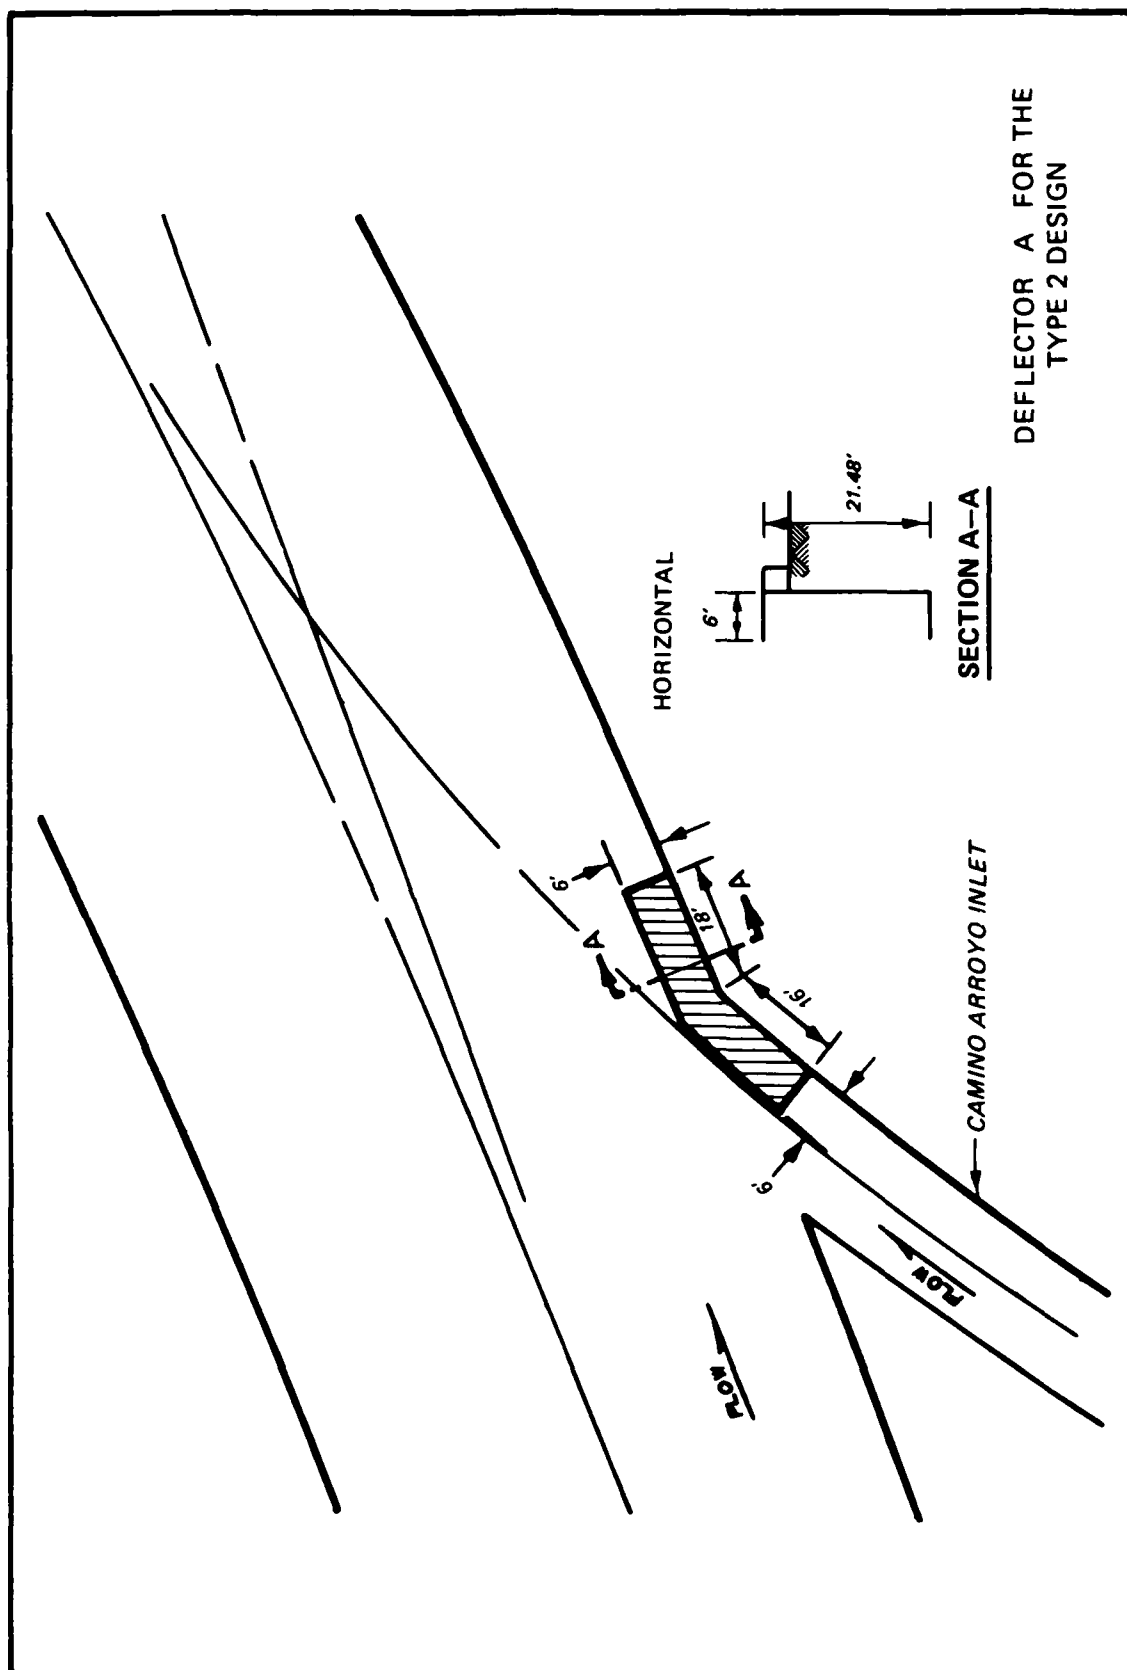 6'
A
A
18'
16'
6'
FLOW
FLOW
CAMINO ARROYO INLET
HORIZONTAL
6'
21.48'
SECTION A–A
DEFLECTOR A FOR THE
TYPE 2 DESIGN